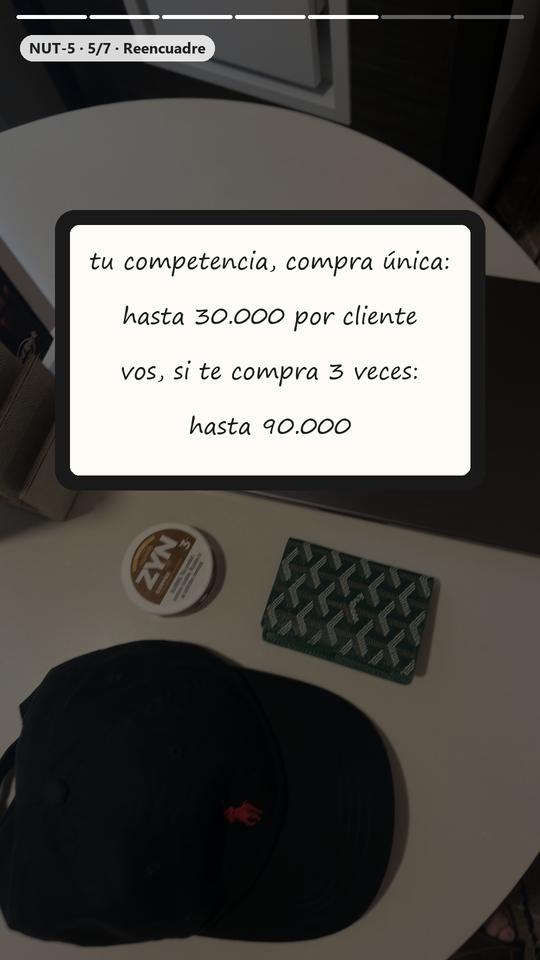 NUT-5 · 5/7 · Reencuadre
tu competencia, compra única:
hasta 30.000 por cliente
vos, si te compra 3 veces:
hasta 90.000
ZYN
3